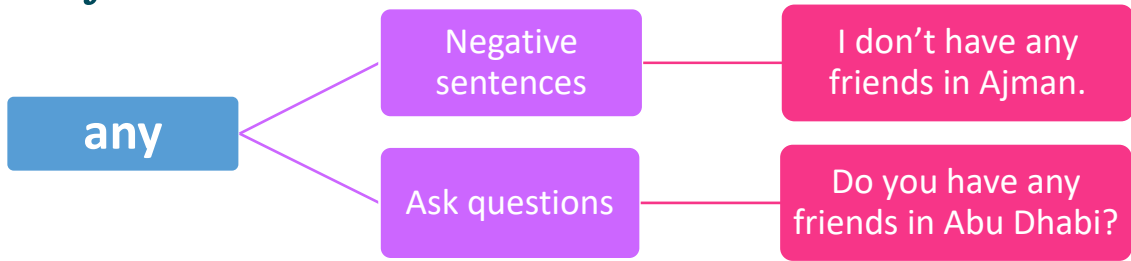 Negative
sentences
I don't have any
friends in Ajman.
any
Ask questions
Do you have any
friends in Abu Dhabi?